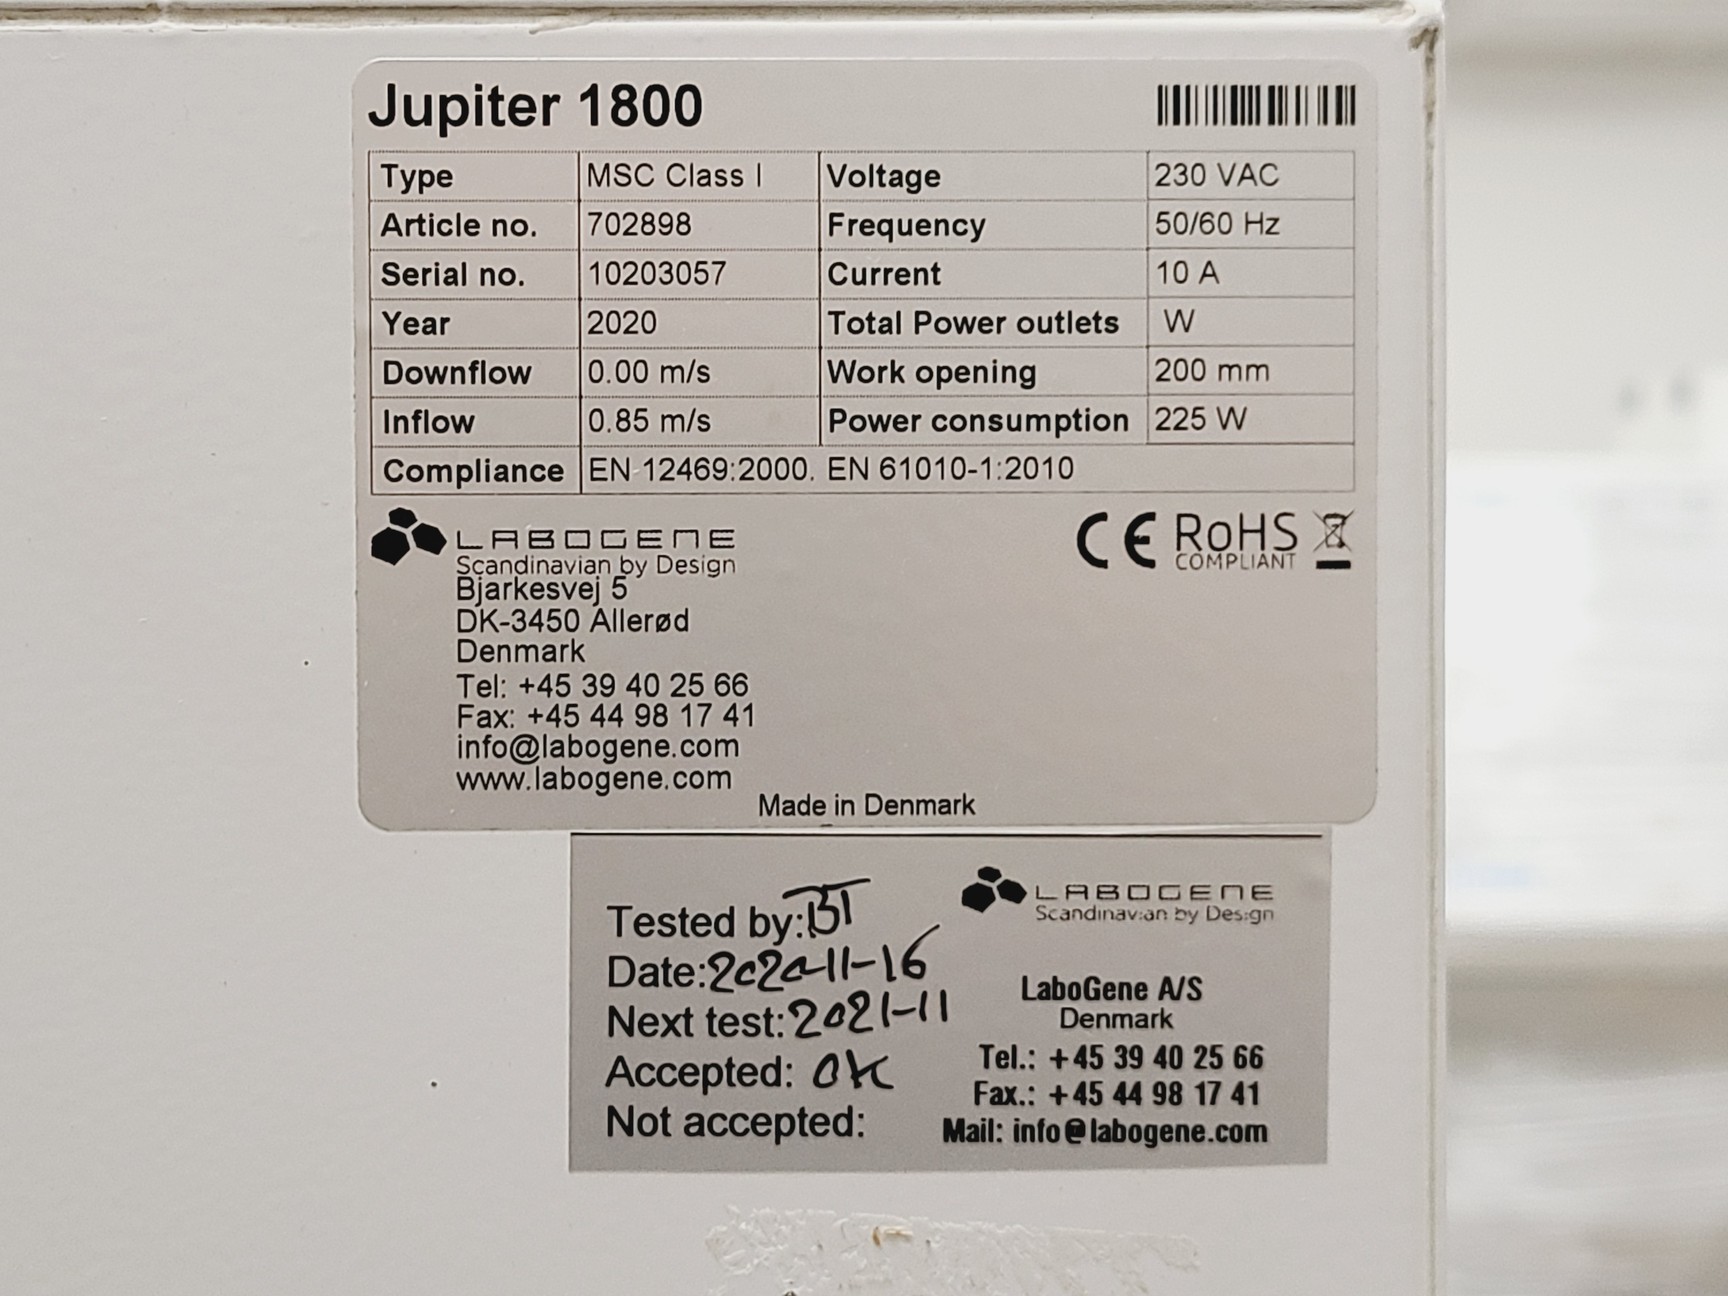 Jupiter 1800
Type MSC Class I Voltage 230 VAC
Article no. 702898 Frequency 50/60 Hz
Serial no. 10203057 Current 10 A
Year 2020 Total Power outlets W
Downflow 0.00 m/s Work opening 200 mm
Inflow 0.85 m/s Power consumption 225 W
Compliance EN 12469:2000. EN 61010-1:2010
LABOGENE
Scandinavian by Design
CE RoHS
COMPLIANT
Bjarkesvej 5
DK-3450 Allerød
Denmark
Tel: +45 39 40 25 66
Fax: +45 44 98 17 41
info@labogene.com
www.labogene.com
Made in Denmark
Tested by: BT
Date: 2020-11-16
Next test: 2021-11
Accepted: OK
Not accepted:
LABOGENE
Scandinavian by Design
LaboGene A/S
Denmark
Tel.: +45 39 40 25 66
Fax.: +45 44 98 17 41
Mail: info@labogene.com